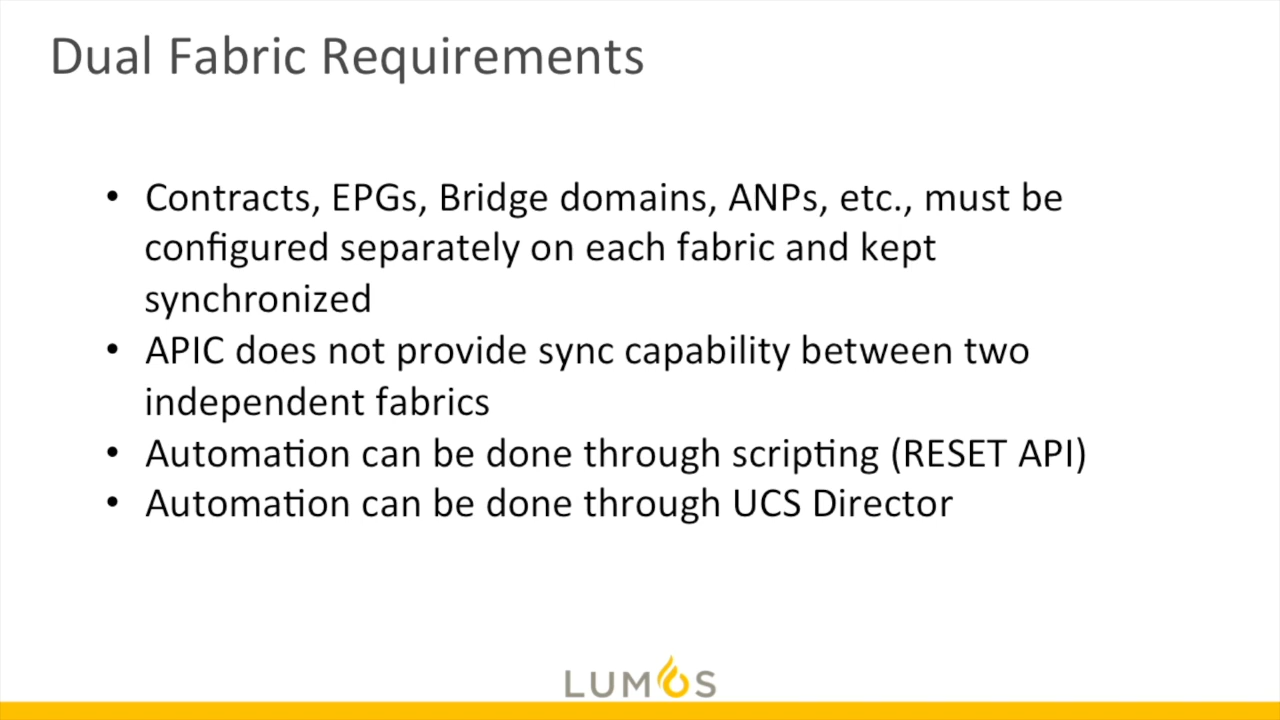 Dual Fabric Requirements
• Contracts, EPGs, Bridge domains, ANPs, etc., must be
configured separately on each fabric and kept
synchronized
• APIC does not provide sync capability between two
independent fabrics
• Automation can be done through scripting (RESET API)
• Automation can be done through UCS Director
LUMOS